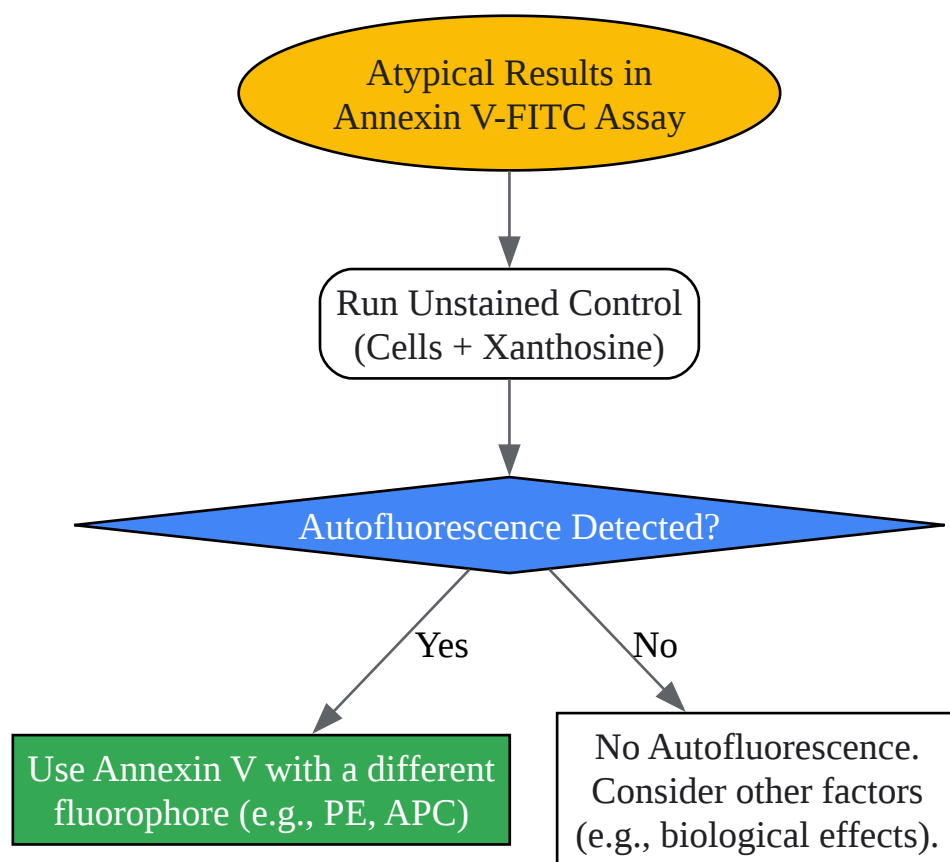 Atypical Results in
Annexin V-FITC Assay
Run Unstained Control
(Cells + Xanthosine)
Autofluorescence Detected?
Yes
No
Use Annexin V with a different
fluorophore (e.g., PE, APC)
No Autofluorescence.
Consider other factors
(e.g., biological effects).